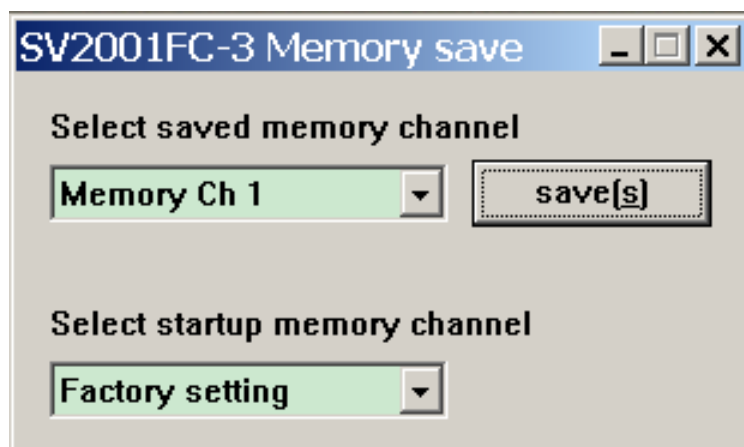 SV2001FC-3 Memory save
Select saved memory channel
Memory Ch 1
save(s)
Select startup memory channel
Factory setting